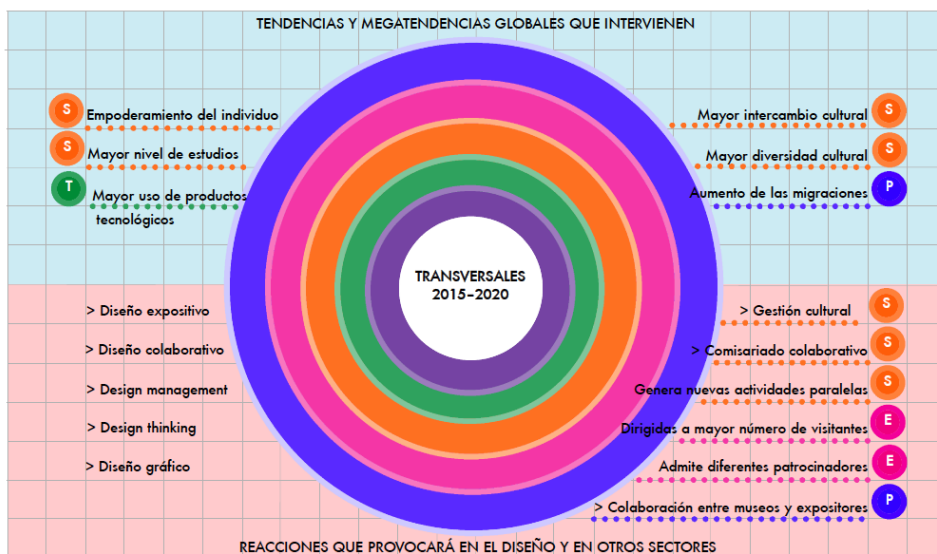 TENDENCIAS Y MEGATENDENCIAS GLOBALES QUE INTERVIENEN
S
Empoderamiento del individuo
S
Mayor nivel de estudios
T
Mayor uso de productos
tecnológicos
Mayor intercambio cultural
S
Mayor diversidad cultural
S
Aumento de las migraciones
P
TRANSVERSALES
2015-2020
> Diseño expositivo
> Diseño colaborativo
> Design management
> Design thinking
> Diseño gráfico
> Gestión cultural
S
> Comisariado colaborativo
S
Genera nuevas actividades paralelas
S
Dirigidas a mayor número de visitantes
E
Admite diferentes patrocinadores
E
> Colaboración entre museos y expositores
P
REACCIONES QUE PROVOCARÁ EN EL DISEÑO Y EN OTROS SECTORES